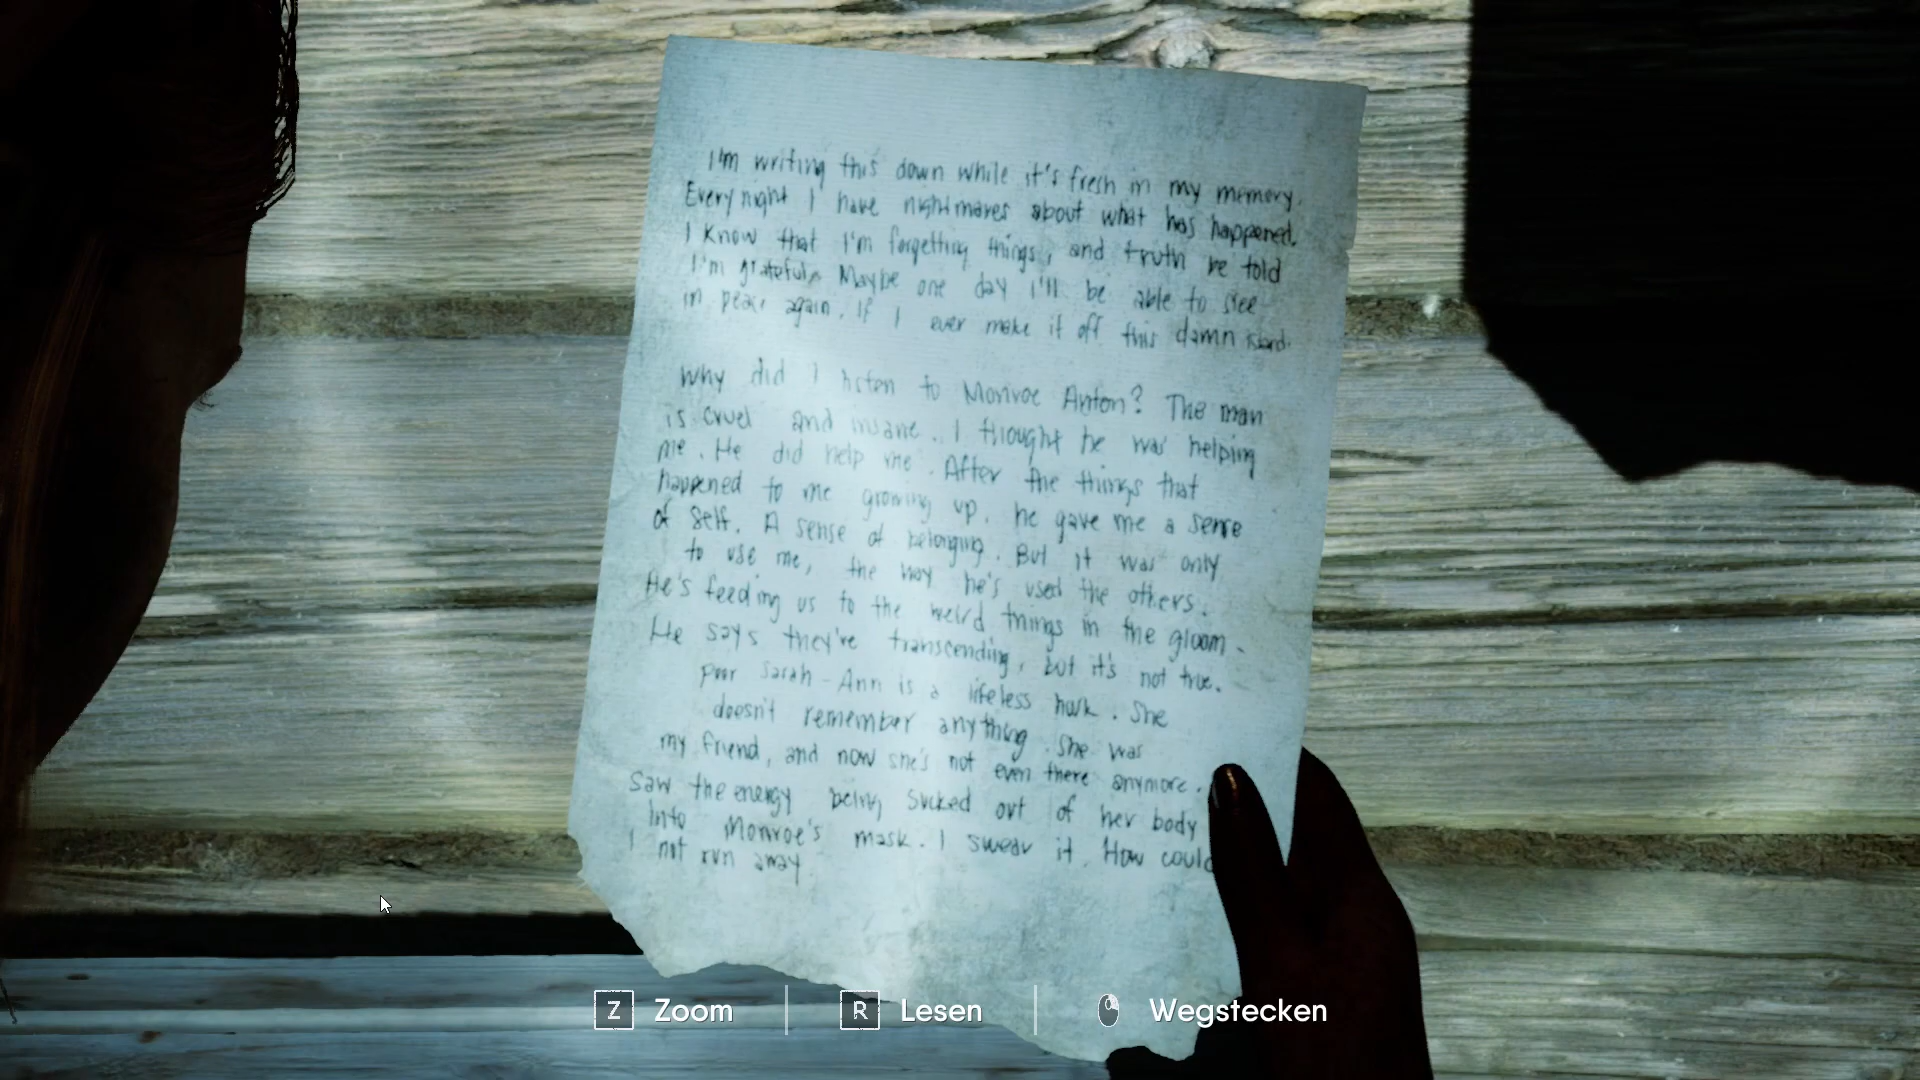 I'm writing this down while it's fresh in my memory.
Every night I have nightmares about what has happened.
I know that I'm forgetting things, and truth be told
I'm grateful. Maybe one day I'll be able to slee
in peace again. If I ever make it off this damn island.
Why did I listen to Monroe Anton? The man
is cruel and insane. I thought he was helping
me. He did help me. After the things that
happened to me growing up, he gave me a sense
of self. A sense of belonging. But it was only
to use me, the way he's used the others.
He's feeding us to the weird things in the gloom.
He says they're transcending, but it's not true.
poor Sarah-Ann is a lifeless husk. She
doesn't remember anything. She was
my friend, and now she's not even there anymore.
saw the energy being sucked out of her body
into Monroe's mask. I swear it. How could
I not run away
Z Zoom R Lesen Wegstecken